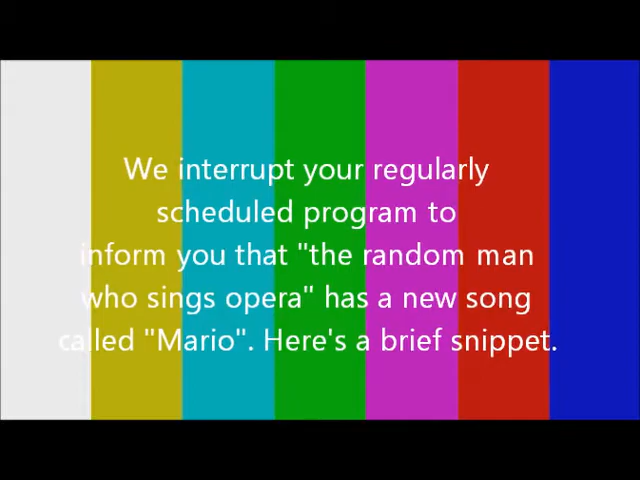 We interrupt your regularly
scheduled program to
inform you that "the random man
who sings opera" has a new song
called "Mario". Here's a brief snippet.